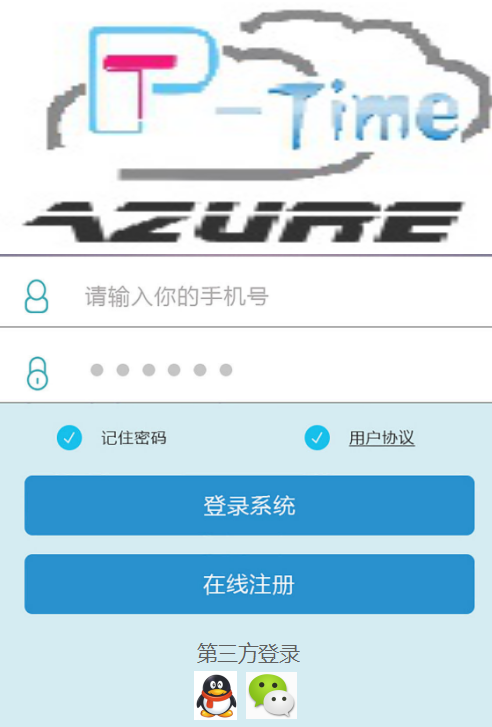 P-Time
AZURE
请输入你的手机号
记住密码 用户协议
登录系统
在线注册
第三方登录